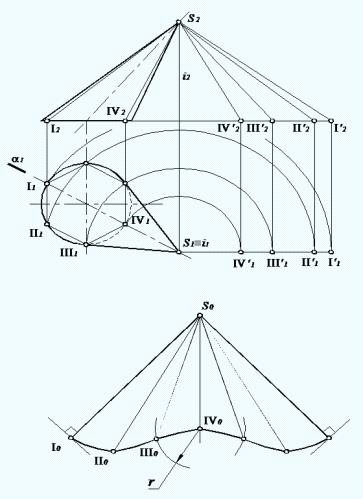 S₂
i₂
I₂ IV₂ IV'₂ III'₂ II'₂ I'₂
α₁
I₁
II₁ IV₁
III₁ S₁≡i₁
IV'₁ III'₁ II'₁ I'₁
S₀
IV₀
I₀ II₀ III₀
r